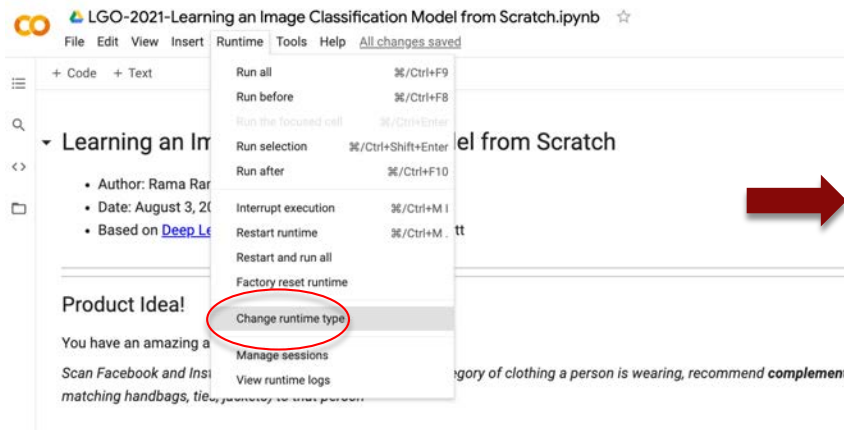 LGO-2021-Learning an Image Classification Model from Scratch.ipynb
File Edit View Insert Runtime Tools Help All changes saved
+ Code + Text
Run all ⌘/Ctrl+F9
Run before ⌘/Ctrl+F8
Run the focused cell ⌘/Ctrl+Enter
Run selection ⌘/Ctrl+Shift+Enter
Run after ⌘/Ctrl+F10
Interrupt execution ⌘/Ctrl+M I
Restart runtime ⌘/Ctrl+M .
Restart and run all
Factory reset runtime
Change runtime type
Manage sessions
View runtime logs
Learning an Im el from Scratch
• Author: Rama Rar
• Date: August 3, 20
• Based on Deep Le tt
Product Idea!
You have an amazing a
Scan Facebook and Inst egory of clothing a person is wearing, recommend complemen
matching handbags, ties, jackets) to that person